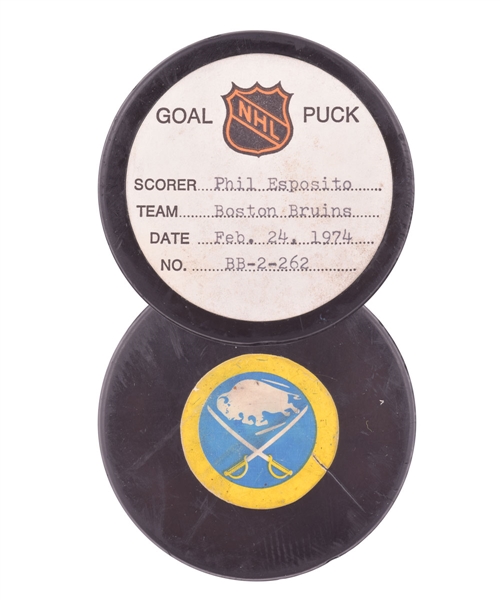 GOAL NHL PUCK
SCORER....Phil Esposito......
TEAM......Boston Bruins......
DATE ....Feb. 24, 1974....
NO. .......BB-2-262..........